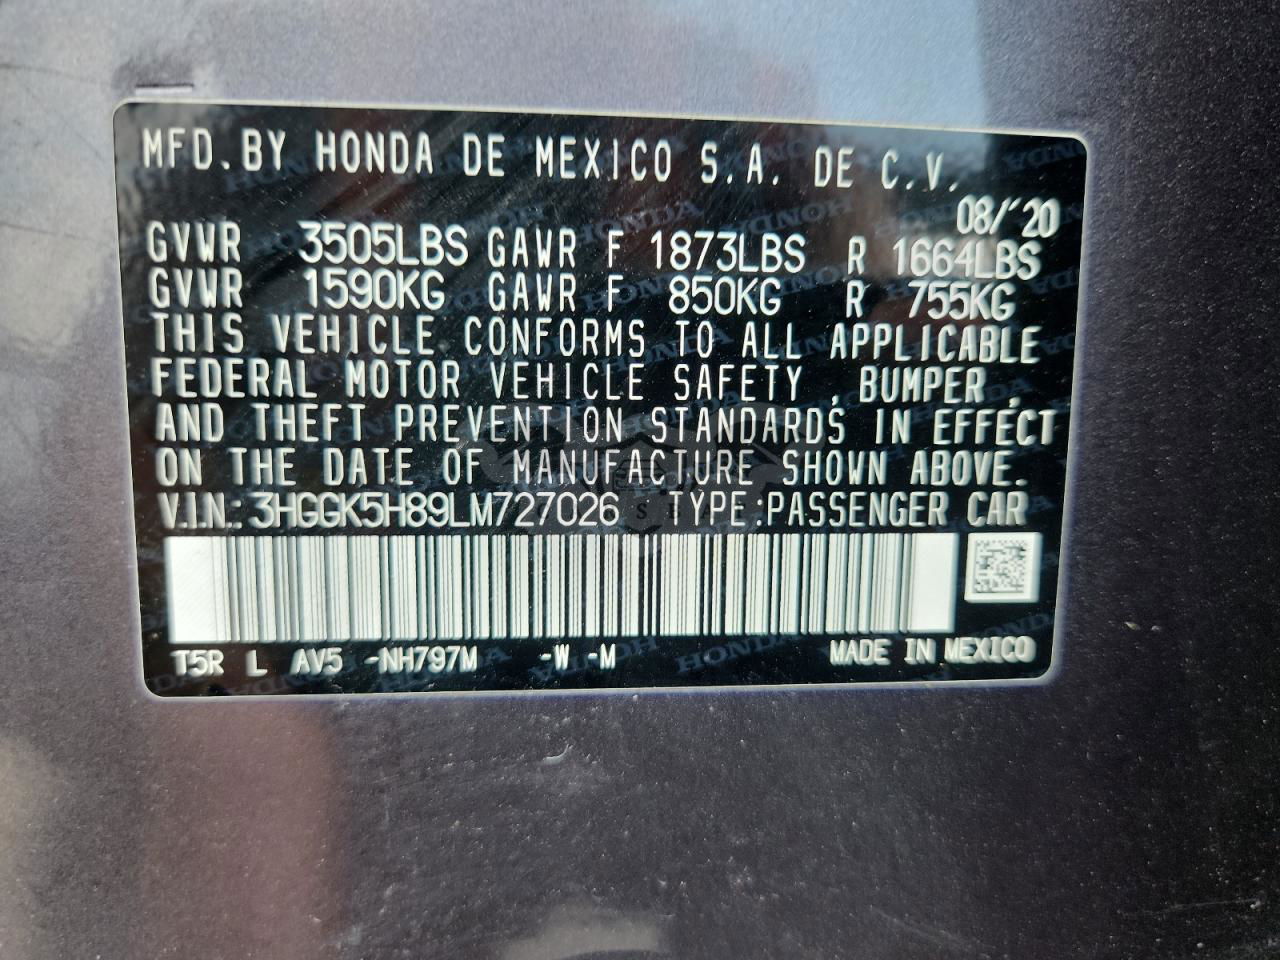 MFD.BY HONDA DE MEXICO S.A. DE C.V.
08/'20
GVWR 3505LBS GAWR F 1873LBS R 1664LBS
GVWR 1590KG GAWR F 850KG R 755KG
THIS VEHICLE CONFORMS TO ALL APPLICABLE
FEDERAL MOTOR VEHICLE SAFETY , BUMPER ,
AND THEFT PREVENTION STANDARDS IN EFFECT
ON THE DATE OF MANUFACTURE SHOWN ABOVE.
V.I.N.: 3HGGK5H89LM727026 TYPE:PASSENGER CAR
T5R L AV5 -NH797M -W -M MADE IN MEXICO